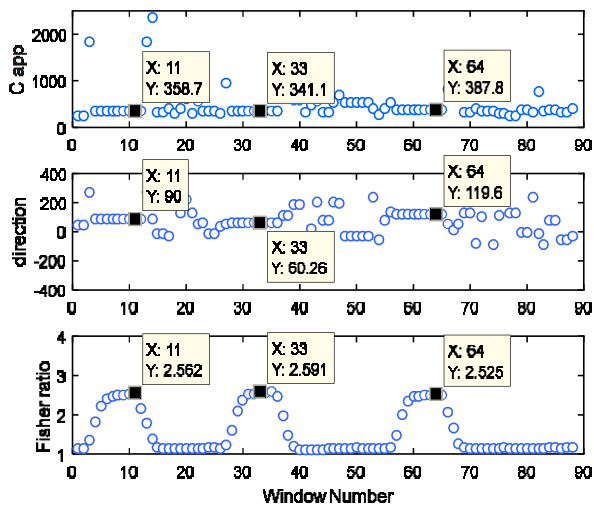 C app
2500
1000
0
0 10 20 30 40 50 60 70 80 90
X: 11
Y: 358.7
X: 33
Y: 341.1
X: 64
Y: 387.8
direction
400
200
0
-200
-400
0 10 20 30 40 50 60 70 80 90
X: 11
Y: 90
X: 33
Y: 60.26
X: 64
Y: 119.6
Fisher ratio
4
3
2
1
0 10 20 30 40 50 60 70 80 90
X: 11
Y: 2.562
X: 33
Y: 2.591
X: 64
Y: 2.525
Window Number